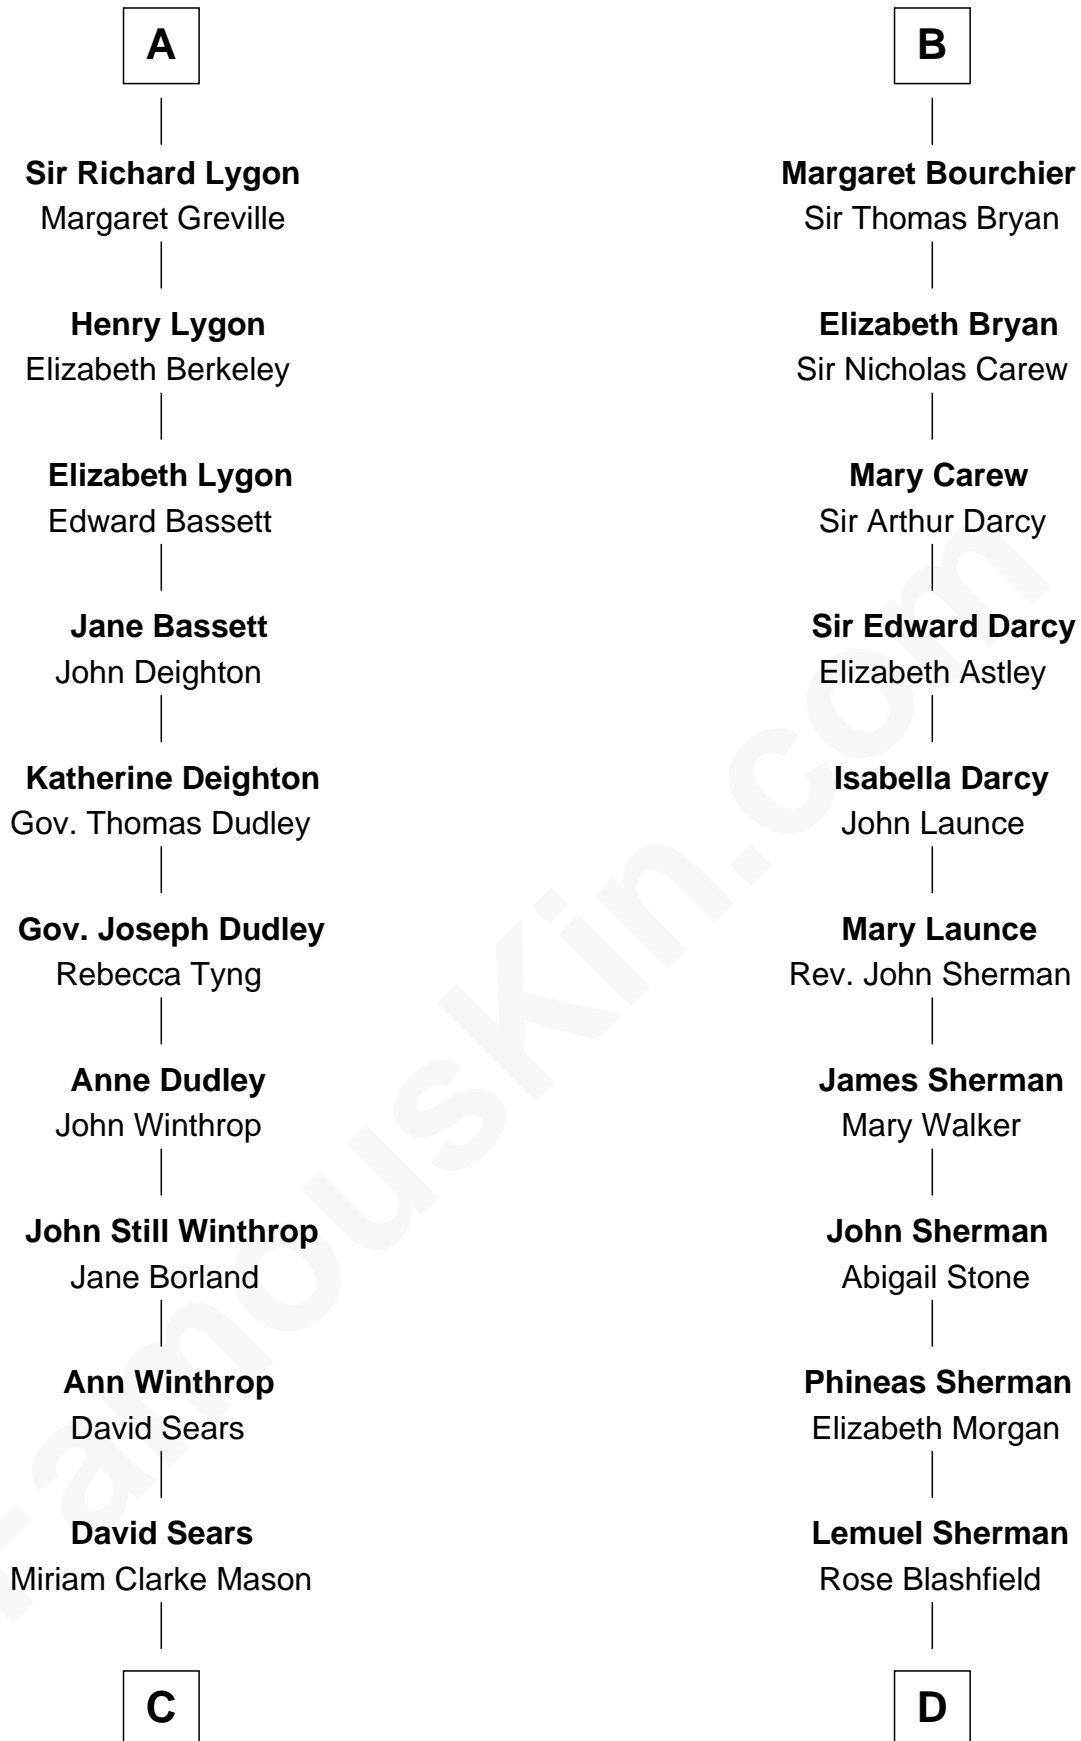 A
Sir Richard Lygon
Margaret Greville
Henry Lygon
Elizabeth Berkeley
Elizabeth Lygon
Edward Bassett
Jane Bassett
John Deighton
Katherine Deighton
Gov. Thomas Dudley
Gov. Joseph Dudley
Rebecca Tyng
Anne Dudley
John Winthrop
John Still Winthrop
Jane Borland
Ann Winthrop
David Sears
David Sears
Miriam Clarke Mason
C
B
Margaret Bourchier
Sir Thomas Bryan
Elizabeth Bryan
Sir Nicholas Carew
Mary Carew
Sir Arthur Darcy
Sir Edward Darcy
Elizabeth Astley
Isabella Darcy
John Launce
Mary Launce
Rev. John Sherman
James Sherman
Mary Walker
John Sherman
Abigail Stone
Phineas Sherman
Elizabeth Morgan
Lemuel Sherman
Rose Blashfield
D
FamousKin.com